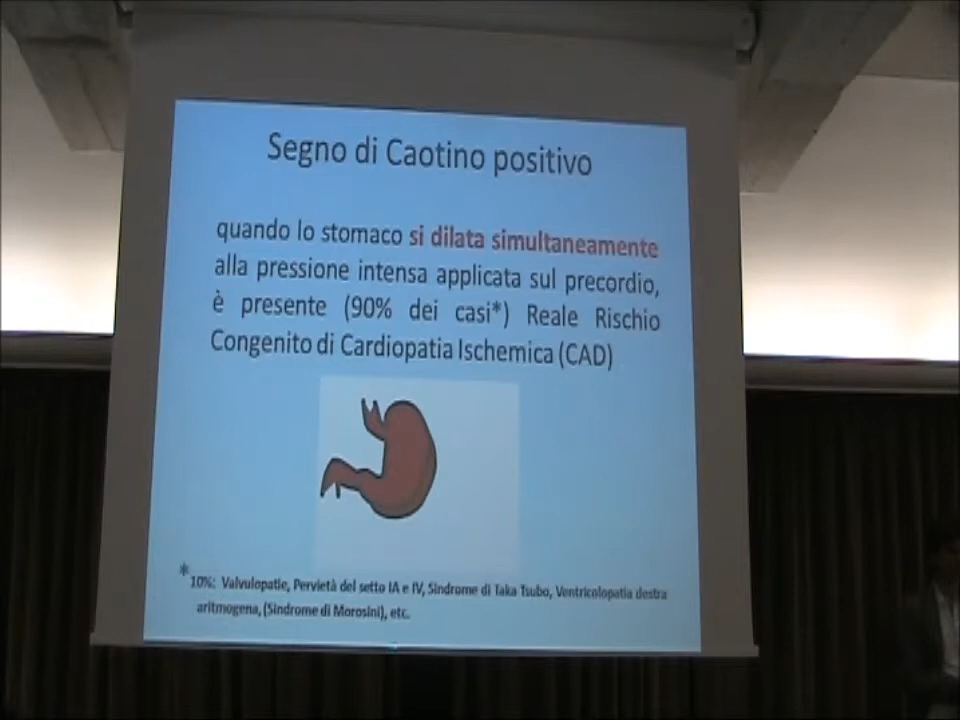 Segno di Caotino positivo
quando lo stomaco si dilata simultaneamente
alla pressione intensa applicata sul precordio,
è presente (90% dei casi*) Reale Rischio
Congenito di Cardiopatia Ischemica (CAD)
* 10%: Valvulopatie, Pervietà del setto IA e IV, Sindrome di Taka Tsubo, Ventricolopatia destra
aritmogena, (Sindrome di Morosini), etc.